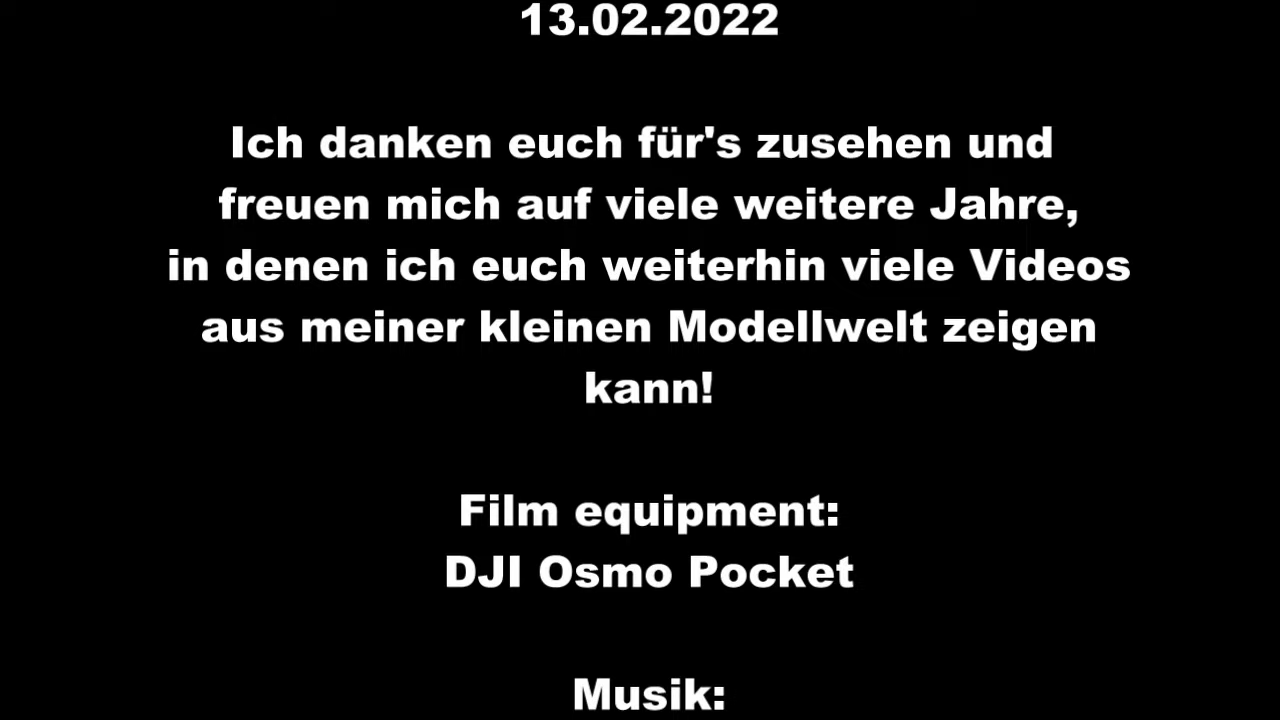 13.02.2022
Ich danken euch für's zusehen und
freuen mich auf viele weitere Jahre,
in denen ich euch weiterhin viele Videos
aus meiner kleinen Modellwelt zeigen
kann!
Film equipment:
DJI Osmo Pocket
Musik: